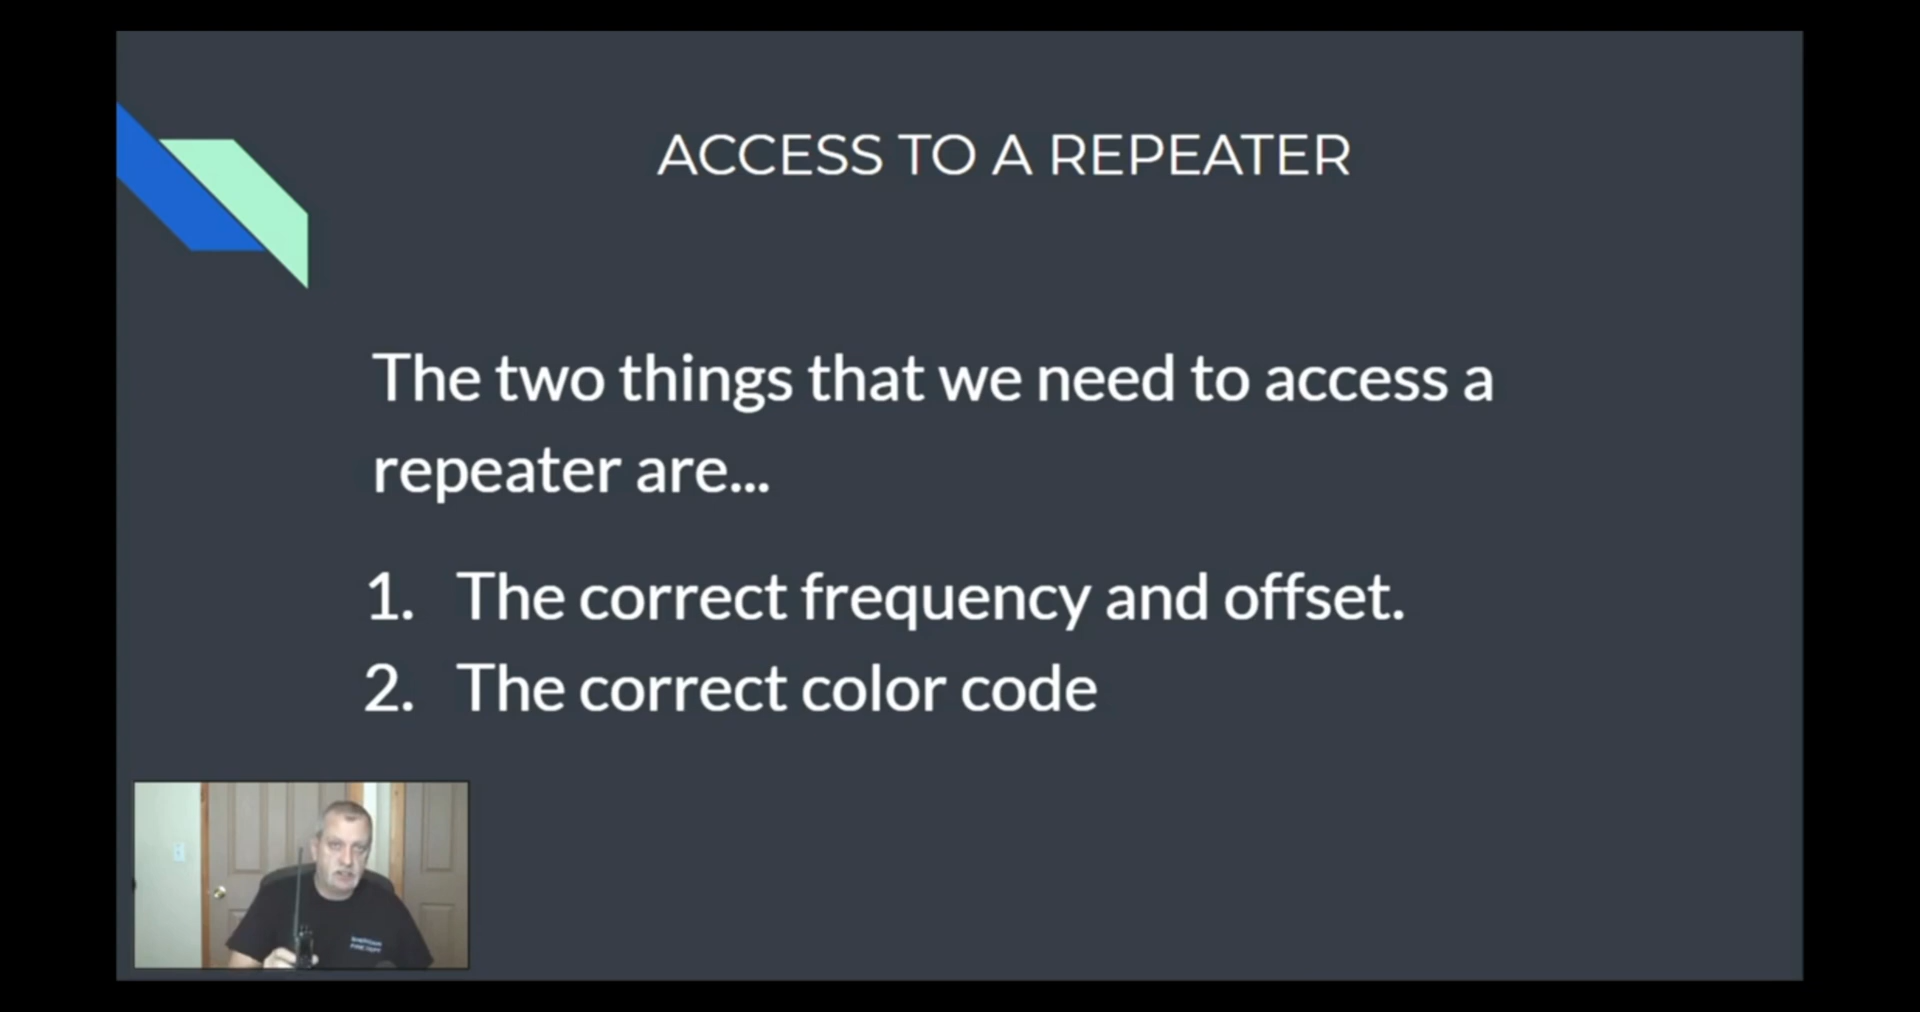 ACCESS TO A REPEATER
The two things that we need to access a
repeater are...
1. The correct frequency and offset.
2. The correct color code